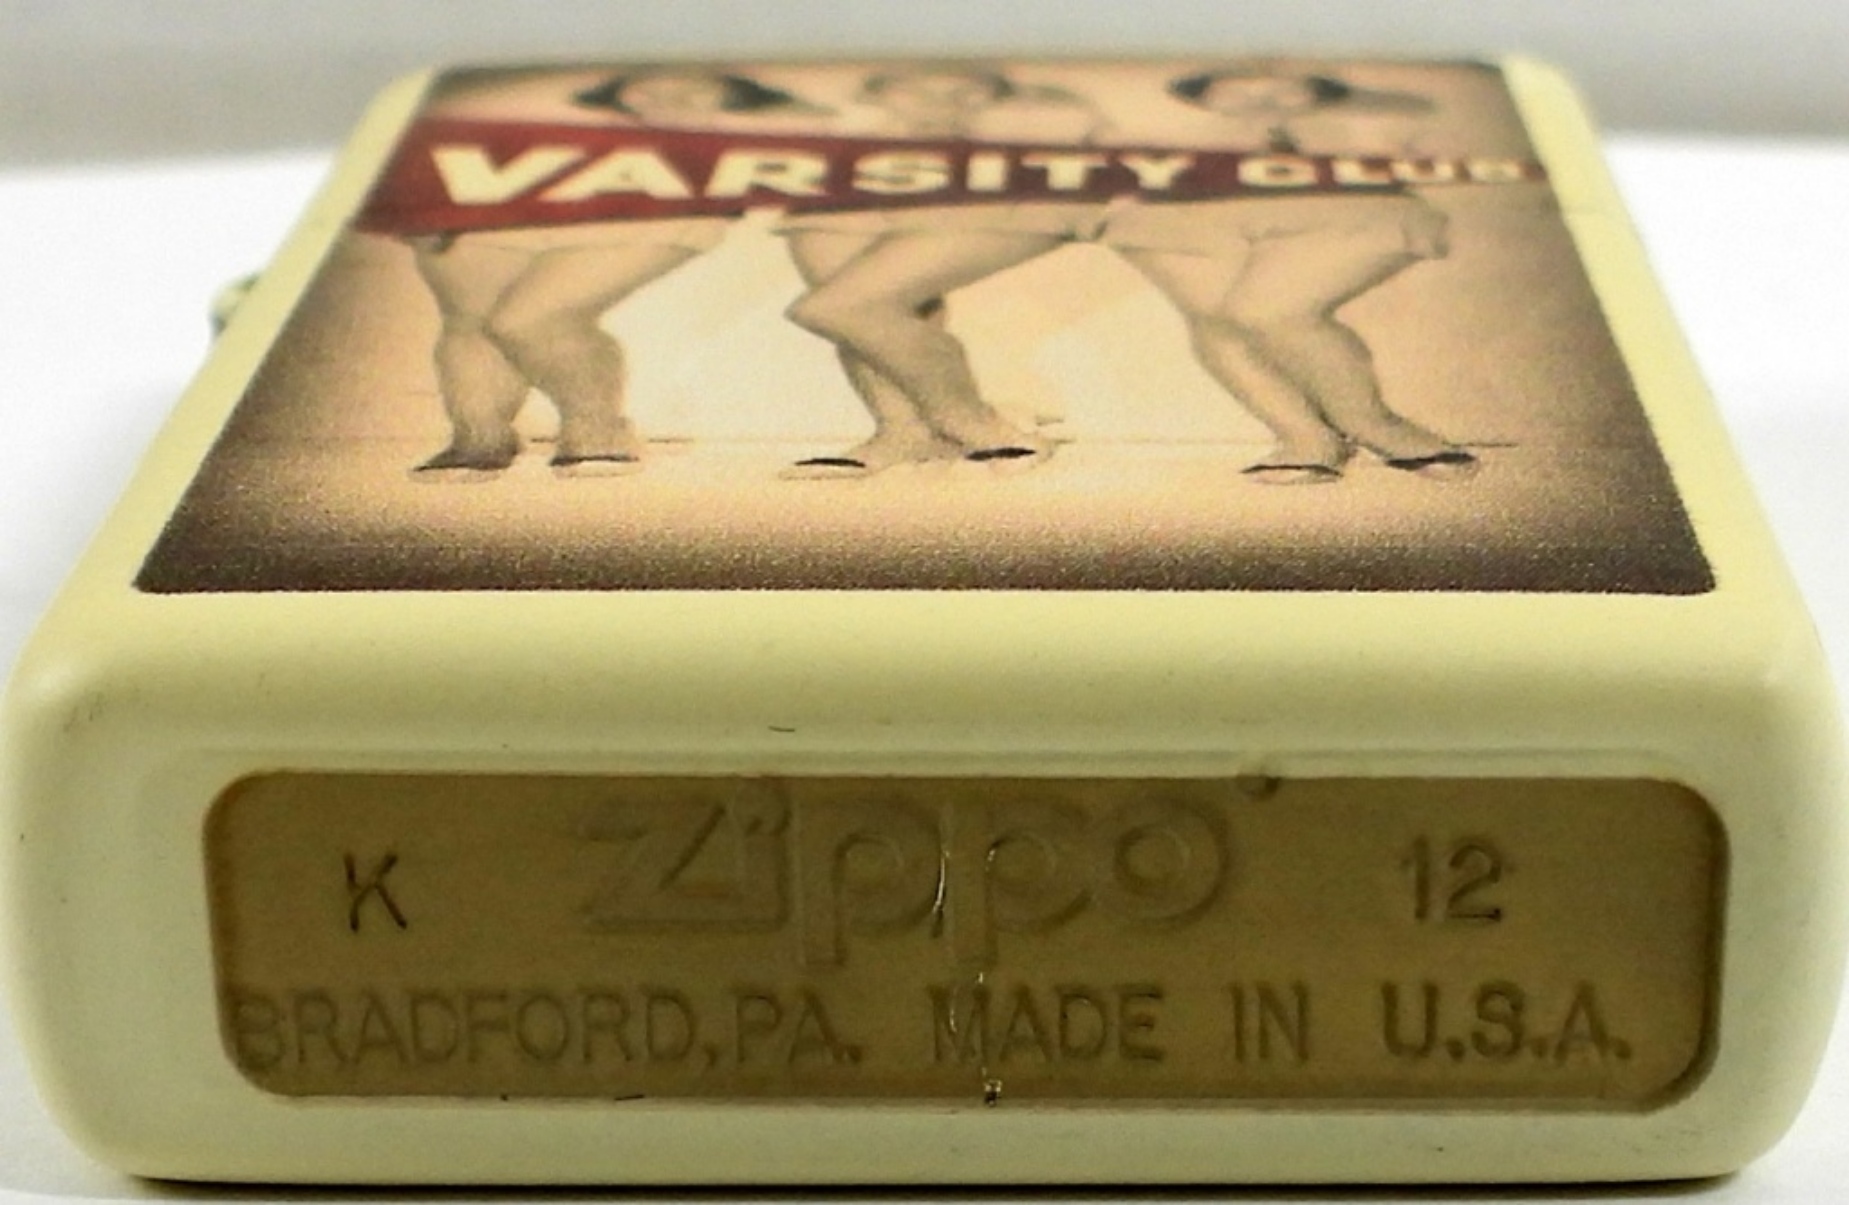 VARSITY CLUB
K Zippo 12
BRADFORD, PA. MADE IN U.S.A.